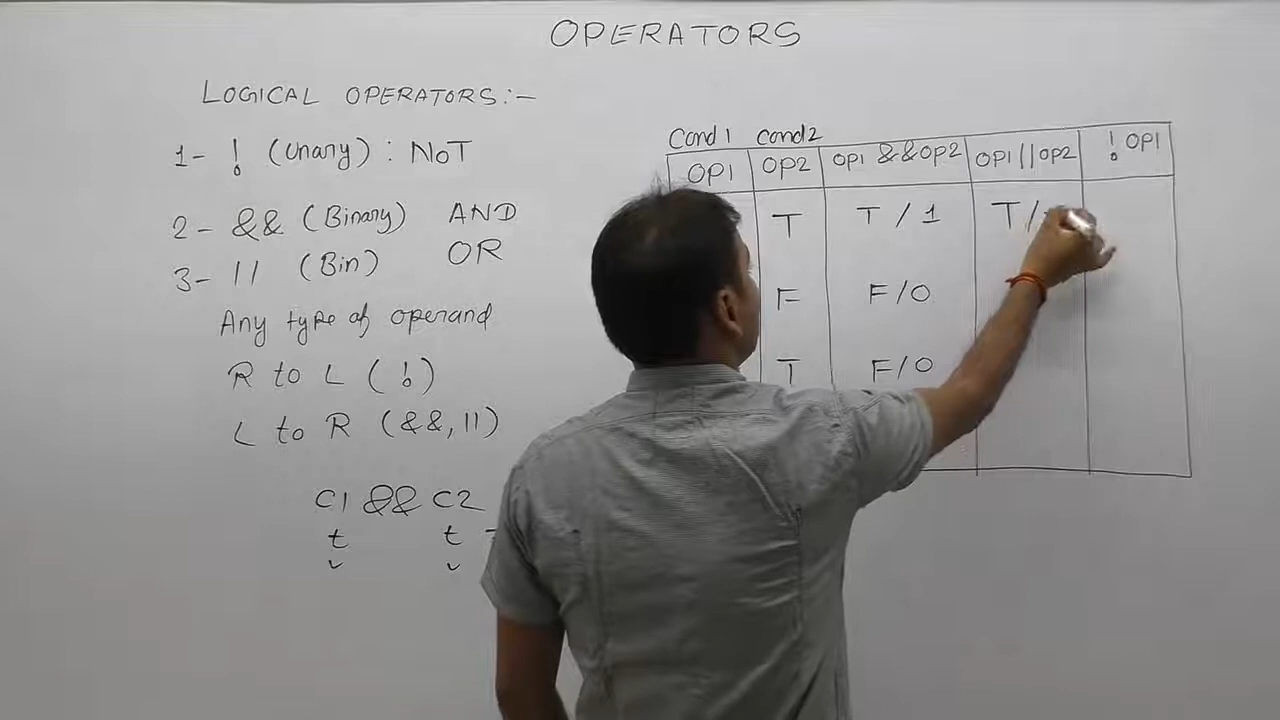 OPERATORS
LOGICAL OPERATORS:-
1- ! (Unary) : NOT
2- && (Binary) AND
3- || (Bin) OR
Any type of operand
R to L (!)
L to R (&&, ||)
C1 && C2
t t
Cond1 Cond2
OP1 OP2 OP1 &&OP2 OP1||OP2 !OP1
T T/1 T/
F F/0
T F/0